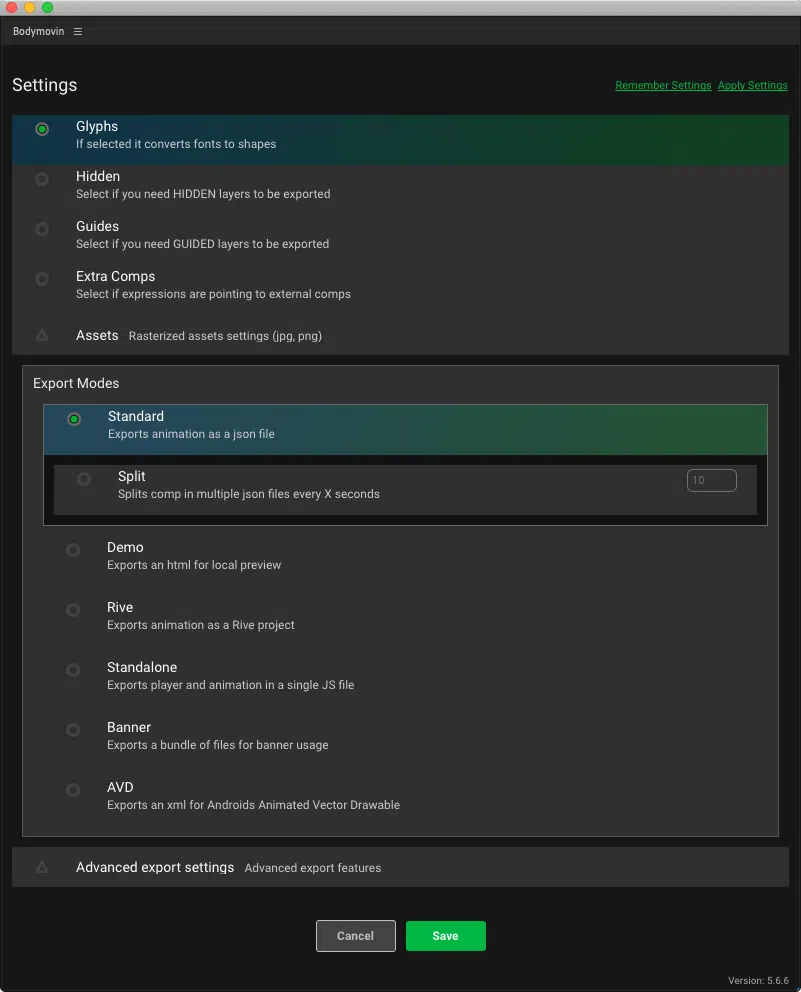 Bodymovin
Settings
Remember Settings Apply Settings
Glyphs
If selected it converts fonts to shapes
Hidden
Select if you need HIDDEN layers to be exported
Guides
Select if you need GUIDED layers to be exported
Extra Comps
Select if expressions are pointing to external comps
Assets Rasterized assets settings (jpg, png)
Export Modes
Standard
Exports animation as a json file
Split
Splits comp in multiple json files every X seconds
10
Demo
Exports an html for local preview
Rive
Exports animation as a Rive project
Standalone
Exports player and animation in a single JS file
Banner
Exports a bundle of files for banner usage
AVD
Exports an xml for Androids Animated Vector Drawable
Advanced export settings Advanced export features
Cancel Save
Version: 5.6.6